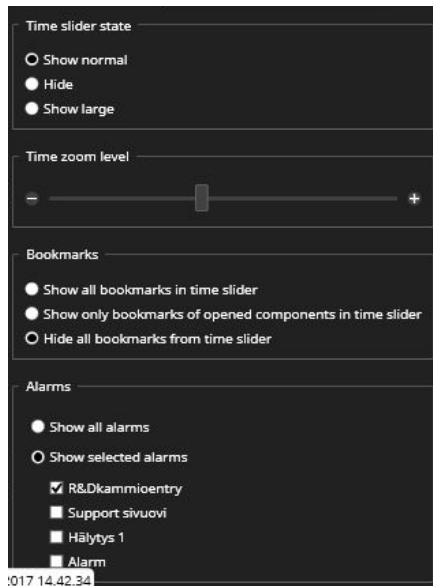 Time slider state
Show normal
Hide
Show large
Time zoom level
Bookmarks
Show all bookmarks in time slider
Show only bookmarks of opened components in time slider
Hide all bookmarks from time slider
Alarms
Show all alarms
Show selected alarms
R&Dkammioentry
Support sivuovi
Hälytys 1
Alarm
2017 14.42.34